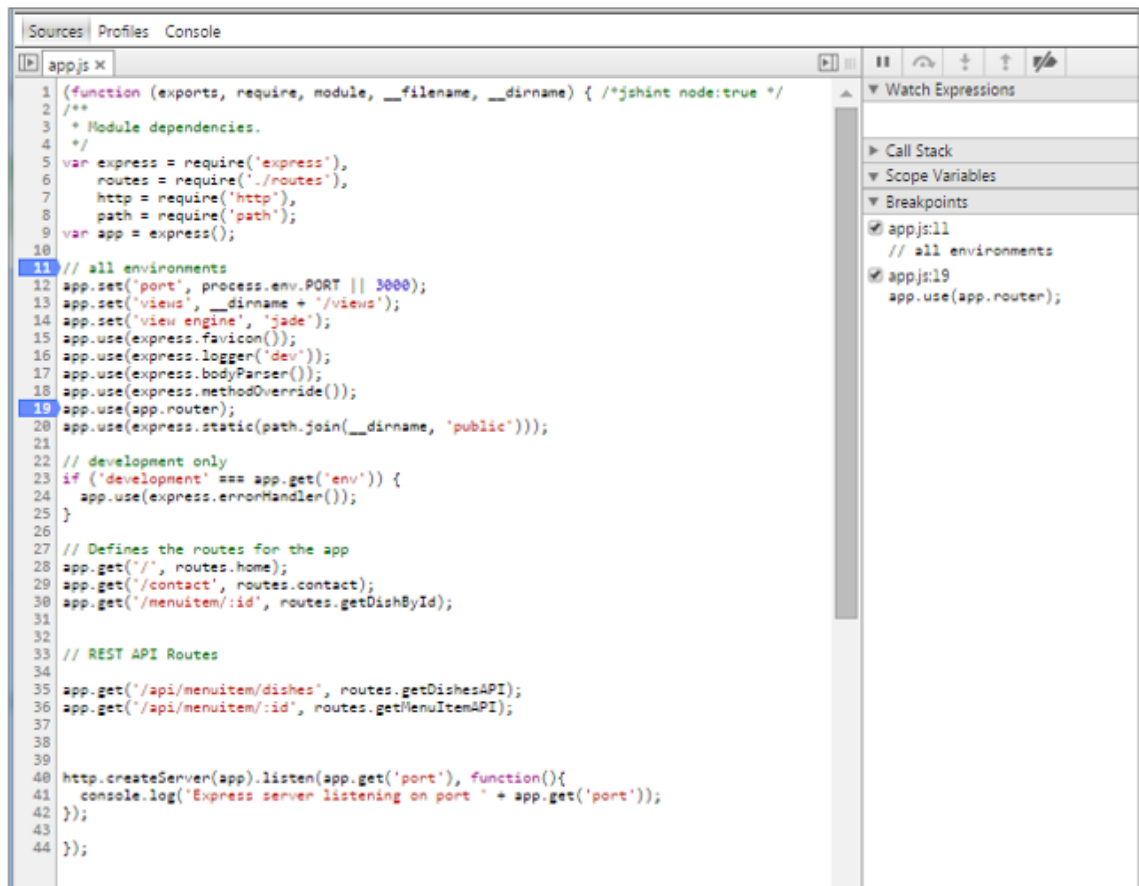 Sources Profiles Console
app.js ×
1 (function (exports, require, module, __filename, __dirname) { /*jshint node:true */
2 /**
3  * Module dependencies.
4  */
5 var express = require('express'),
6     routes = require('./routes'),
7     http = require('http'),
8     path = require('path');
9 var app = express();
10
11 // all environments
12 app.set('port', process.env.PORT || 3000);
13 app.set('views', __dirname + '/views');
14 app.set('view engine', 'jade');
15 app.use(express.favicon());
16 app.use(express.logger('dev'));
17 app.use(express.bodyParser());
18 app.use(express.methodOverride());
19 app.use(app.router);
20 app.use(express.static(path.join(__dirname, 'public')));
21
22 // development only
23 if ('development' === app.get('env')) {
24   app.use(express.errorHandler());
25 }
26
27 // Defines the routes for the app
28 app.get('/', routes.home);
29 app.get('/contact', routes.contact);
30 app.get('/menuitem/:id', routes.getDishById);
31
32
33 // REST API Routes
34
35 app.get('/api/menuitem/dishes', routes.getDishesAPI);
36 app.get('/api/menuitem/:id', routes.getMenuItemAPI);
37
38
39
40 http.createServer(app).listen(app.get('port'), function(){
41   console.log('Express server listening on port ' + app.get('port'));
42 });
43
44 });
Watch Expressions
Call Stack
Scope Variables
Breakpoints
app.js:11
// all environments
app.js:19
app.use(app.router);